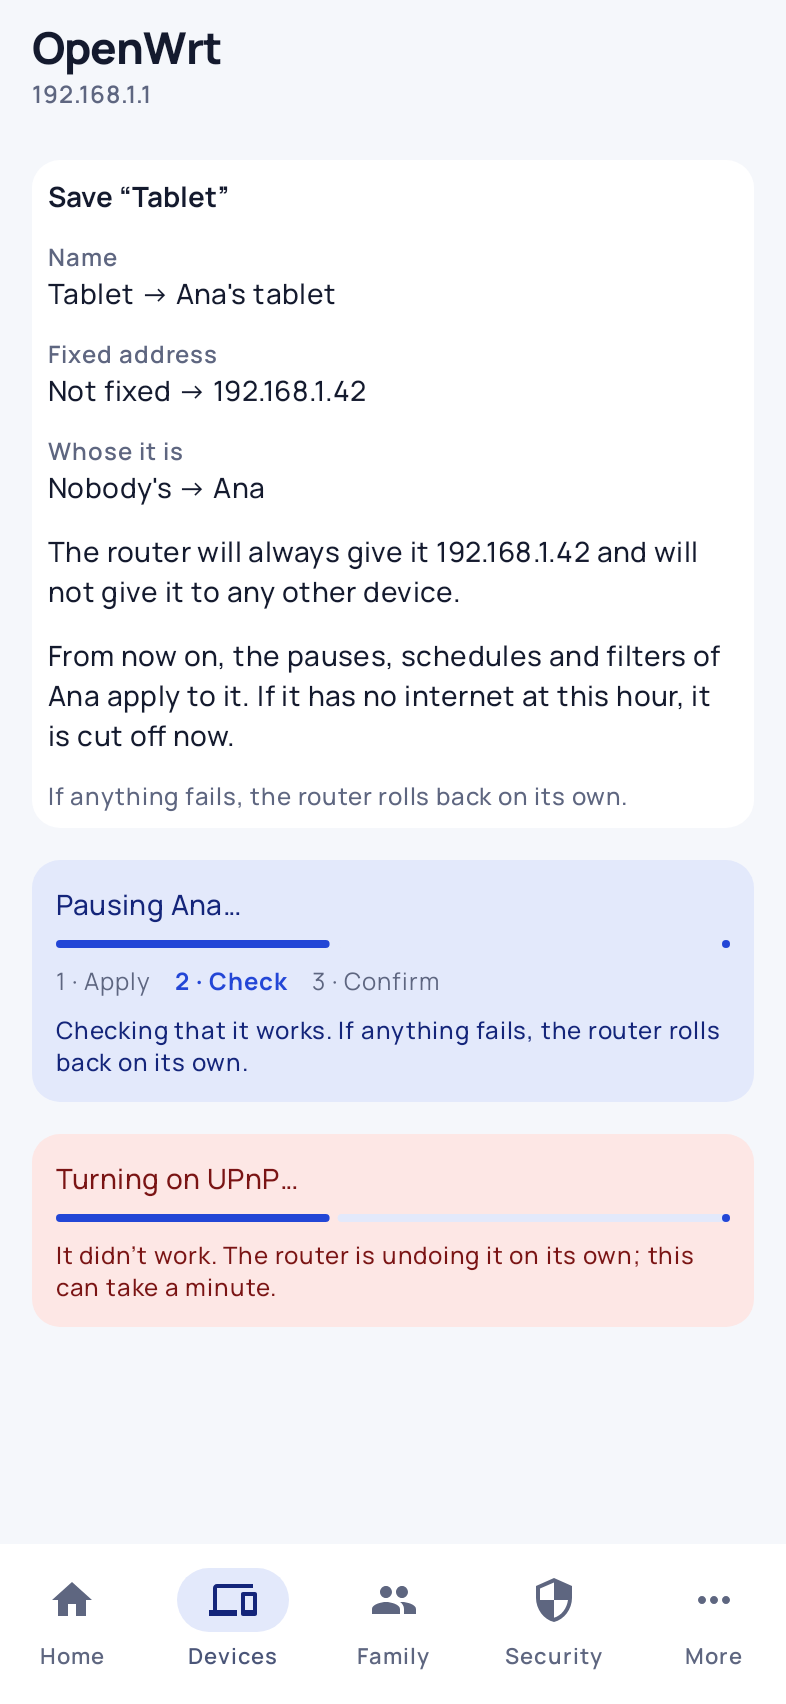 OpenWrt
192.168.1.1
Save “Tablet”
Name
Tablet → Ana's tablet
Fixed address
Not fixed → 192.168.1.42
Whose it is
Nobody's → Ana
The router will always give it 192.168.1.42 and will
not give it to any other device.
From now on, the pauses, schedules and filters of
Ana apply to it. If it has no internet at this hour, it
is cut off now.
If anything fails, the router rolls back on its own.
Pausing Ana…
1 · Apply 2 · Check 3 · Confirm
Checking that it works. If anything fails, the router rolls
back on its own.
Turning on UPnP…
It didn’t work. The router is undoing it on its own; this
can take a minute.
Home Devices Family Security More